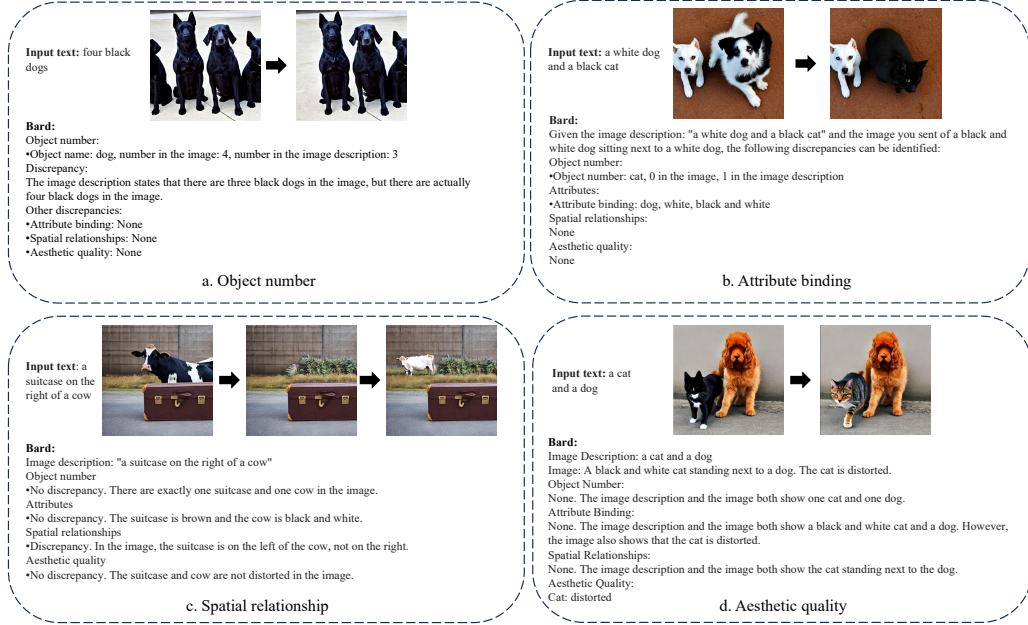 Input text: four black
dogs
Bard:
Object number:
•Object name: dog, number in the image: 4, number in the image description: 3
Discrepancy:
The image description states that there are three black dogs in the image, but there are actually
four black dogs in the image.
Other discrepancies:
•Attribute binding: None
•Spatial relationships: None
•Aesthetic quality: None
a. Object number
Input text: a white dog
and a black cat
Bard:
Given the image description: "a white dog and a black cat" and the image you sent of a black and
white dog sitting next to a white dog, the following discrepancies can be identified:
Object number:
•Object number: cat, 0 in the image, 1 in the image description
Attributes:
•Attribute binding: dog, white, black and white
Spatial relationships:
None
Aesthetic quality:
None
b. Attribute binding
Input text: a
suitcase on the
right of a cow
Bard:
Image description: "a suitcase on the right of a cow"
Object number
•No discrepancy. There are exactly one suitcase and one cow in the image.
Attributes
•No discrepancy. The suitcase is brown and the cow is black and white.
Spatial relationships
•Discrepancy. In the image, the suitcase is on the left of the cow, not on the right.
Aesthetic quality
•No discrepancy. The suitcase and cow are not distorted in the image.
c. Spatial relationship
Input text: a cat
and a dog
Bard:
Image Description: a cat and a dog
Image: A black and white cat standing next to a dog. The cat is distorted.
Object Number:
None. The image description and the image both show one cat and one dog.
Attribute Binding:
None. The image description and the image both show a black and white cat and a dog. However,
the image also shows that the cat is distorted.
Spatial Relationships:
None. The image description and the image both show the cat standing next to the dog.
Aesthetic Quality:
Cat: distorted
d. Aesthetic quality